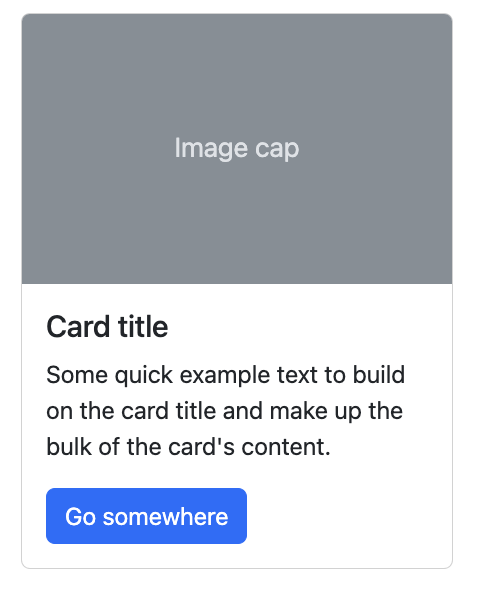 Image cap
Card title
Some quick example text to build
on the card title and make up the
bulk of the card's content.
Go somewhere